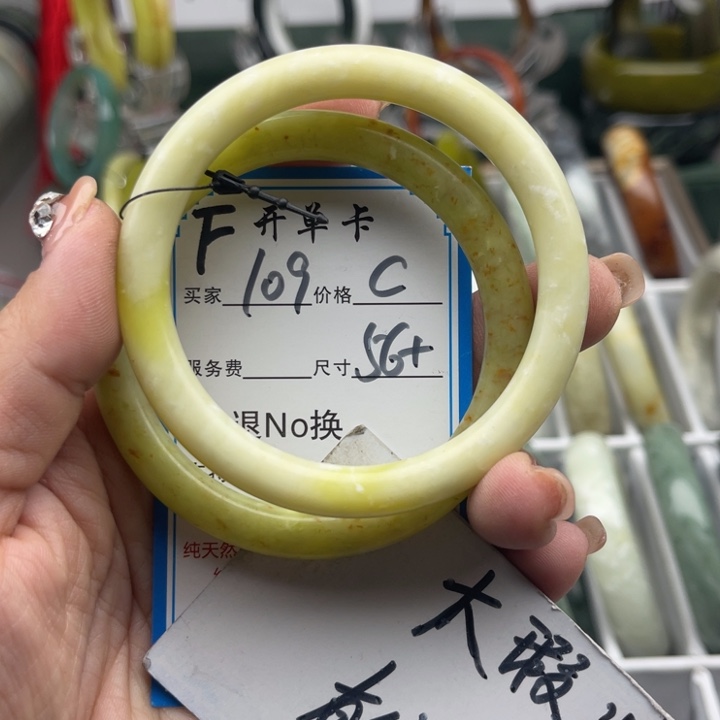 F 开单卡
买家 109 价格 C
服务费 尺寸 56+
退No换
纯天然
大瑕